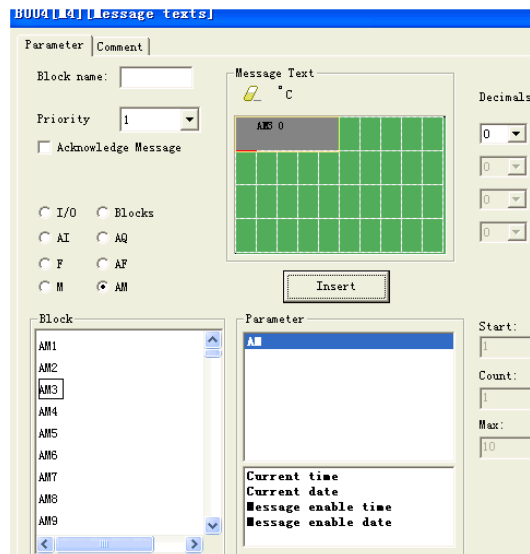 BU04[M4][Message texts]
Parameter
Comment
Block name:
Priority
1
Acknowledge Message
I/O
Blocks
AI
AQ
F
AF
M
AM
Message Text
°C
AM3 0
Decimals
0
0
0
0
Insert
Block
AM1
AM2
AM3
AM4
AM5
AM6
AM7
AM8
AM9
Parameter
AM
Current time
Current date
Message enable time
Message enable date
Start:
1
Count:
1
Max:
10